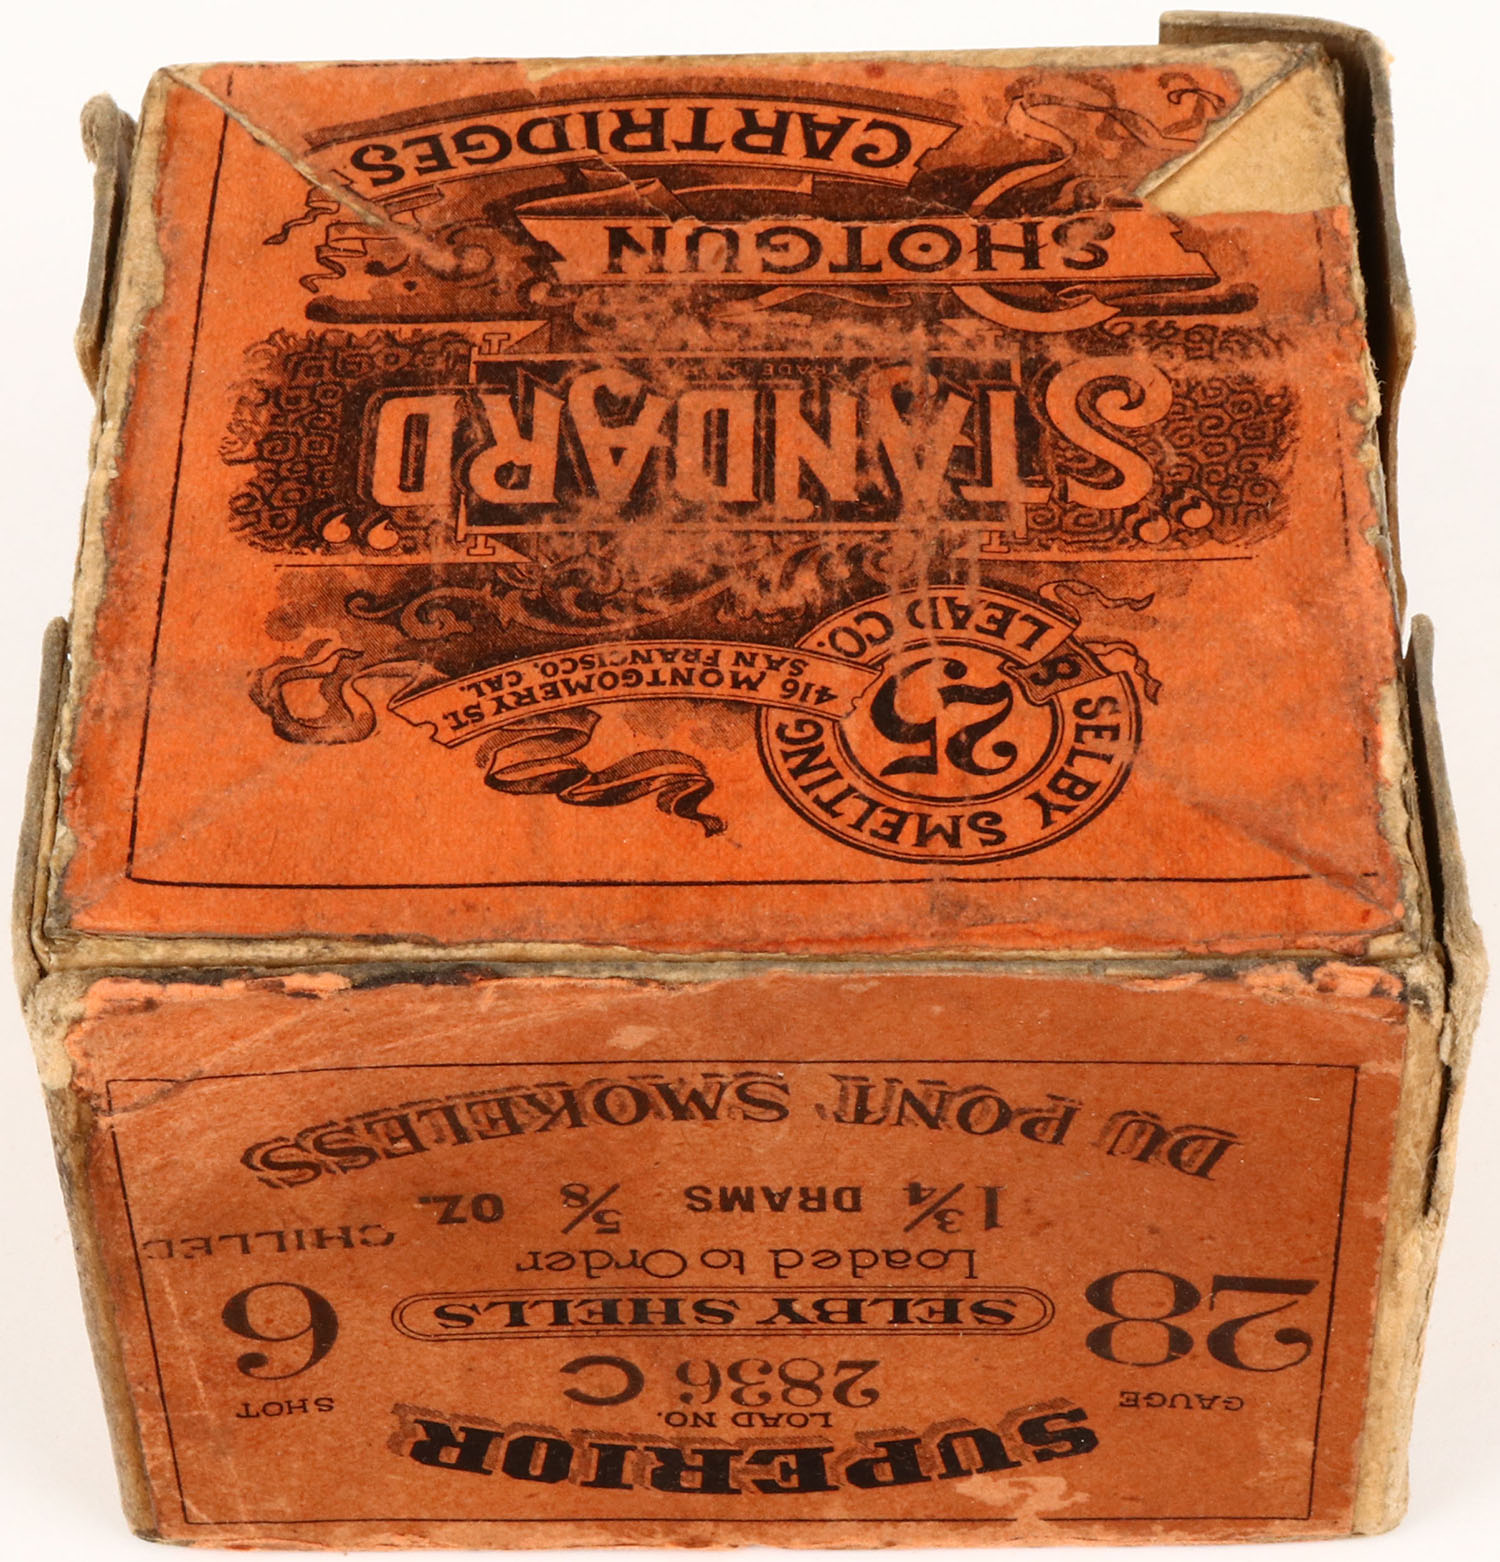 25
SELBY SMELTING
& LEAD CO.
416 MONTGOMERY ST.
SAN FRANCISCO. CAL.
"STANDARD"
TRADE
SHOTGUN
CARTRIDGES
SUPERIOR
LOAD NO.
2836 C
GAUGE
28
SHOT
6
CHILLED
SELBY SHELLS
Loaded to Order
1¾ DRAMS ⅝ OZ.
DU PONT SMOKELESS